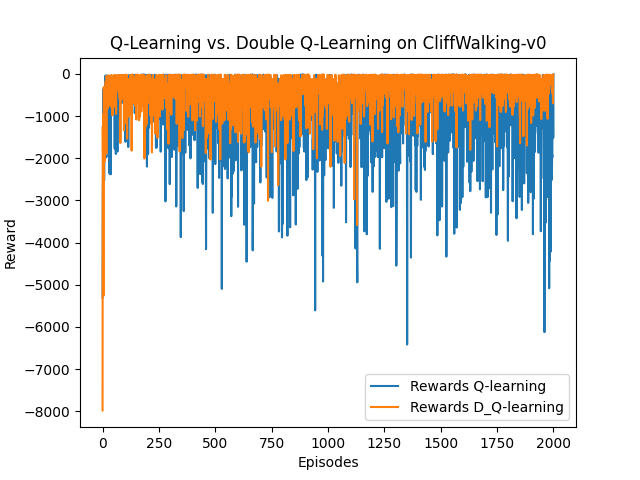 Q-Learning vs. Double Q-Learning on CliffWalking-v0
0
−1000
−2000
−3000
−4000
−5000
−6000
−7000
−8000
Reward
Rewards Q-learning
Rewards D_Q-learning
0 250 500 750 1000 1250 1500 1750 2000
Episodes